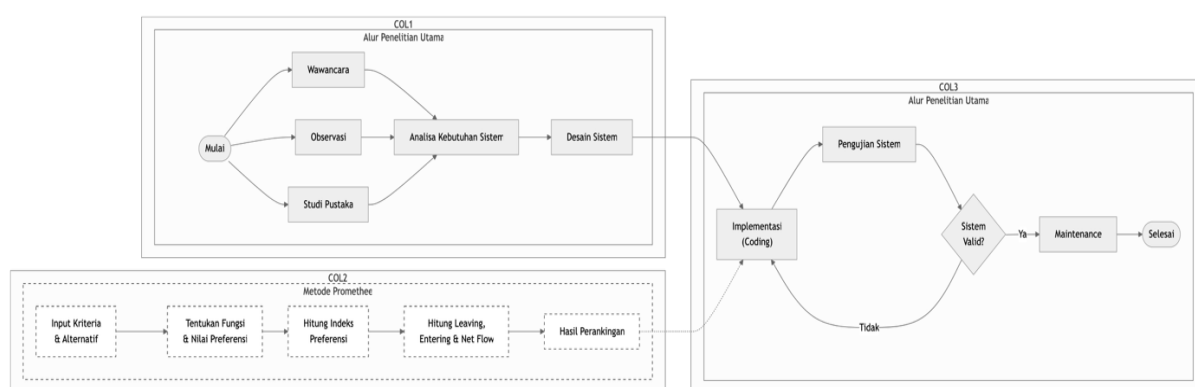 COL1
Alur Penelitian Utama
Mulai
Wawancara
Observasi
Studi Pustaka
Analisa Kebutuhan Sisterr
Desain Sistem
COL2
Metode Promethee
Input Kriteria
& Alternatif
Tentukan Fungsi
& Nilai Preferensi
Hitung Indeks
Preferensi
Hitung Leaving,
Entering & Net Flow
Hasil Perankingan
COL3
Alur Penelitian Utama
Implementasi
(Coding)
Pengujian Sistem
Sistem
Valid?
Ya
Maintenance
Selesai
Tidak